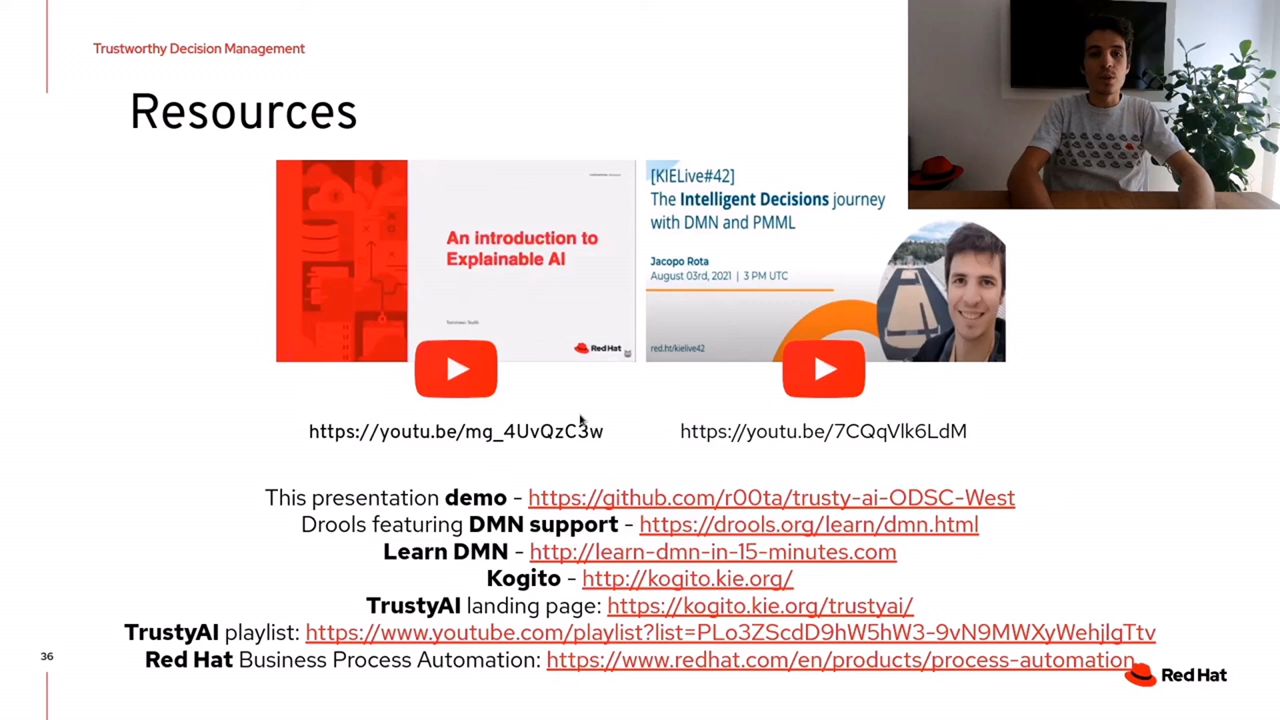 Trustworthy Decision Management
Resources
An introduction to
Explainable AI
Red Hat
[KIELive#42]
The Intelligent Decisions journey
with DMN and PMML
Jacopo Rota
August 03rd, 2021 | 3 PM UTC
red.ht/kielive42
https://youtu.be/mg_4UvQzC3w
https://youtu.be/7CQqVlk6LdM
This presentation demo - https://github.com/r00ta/trusty-ai-ODSC-West
Drools featuring DMN support - https://drools.org/learn/dmn.html
Learn DMN - http://learn-dmn-in-15-minutes.com
Kogito - http://kogito.kie.org/
TrustyAI landing page: https://kogito.kie.org/trustyai/
TrustyAI playlist: https://www.youtube.com/playlist?list=PLo3ZScdD9hW5hW3-9vN9MWXyWehjlgTtv
Red Hat Business Process Automation: https://www.redhat.com/en/products/process-automation
36
Red Hat